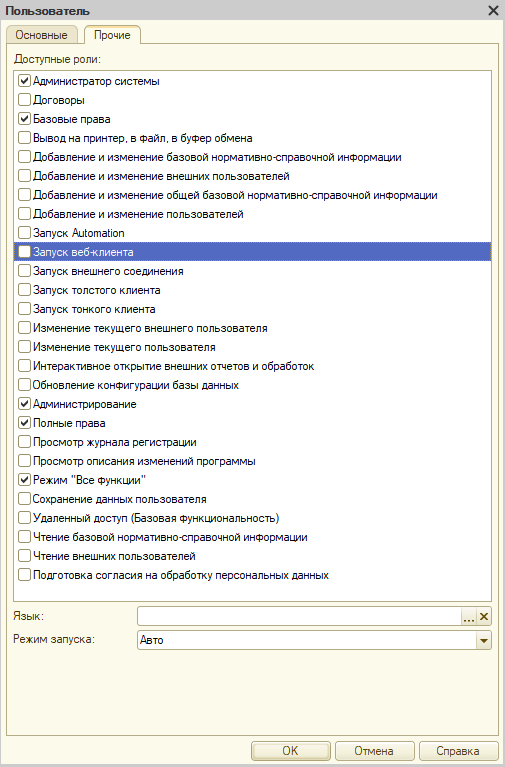 Пользователь
Основные
Прочие
Доступные роли:
Администратор системы
Договоры
Базовые права
Вывод на принтер, в файл, в буфер обмена
Добавление и изменение базовой нормативно-справочной информации
Добавление и изменение внешних пользователей
Добавление и изменение общей базовой нормативно-справочной информации
Добавление и изменение пользователей
Запуск Automation
Запуск веб-клиента
Запуск внешнего соединения
Запуск толстого клиента
Запуск тонкого клиента
Изменение текущего внешнего пользователя
Изменение текущего пользователя
Интерактивное открытие внешних отчетов и обработок
Обновление конфигурации базы данных
Администрирование
Полные права
Просмотр журнала регистрации
Просмотр описания изменений программы
Режим "Все функции"
Сохранение данных пользователя
Удаленный доступ (Базовая функциональность)
Чтение базовой нормативно-справочной информации
Чтение внешних пользователей
Подготовка согласия на обработку персональных данных
Язык:
...
Режим запуска: Авто
ОК Отмена Справка